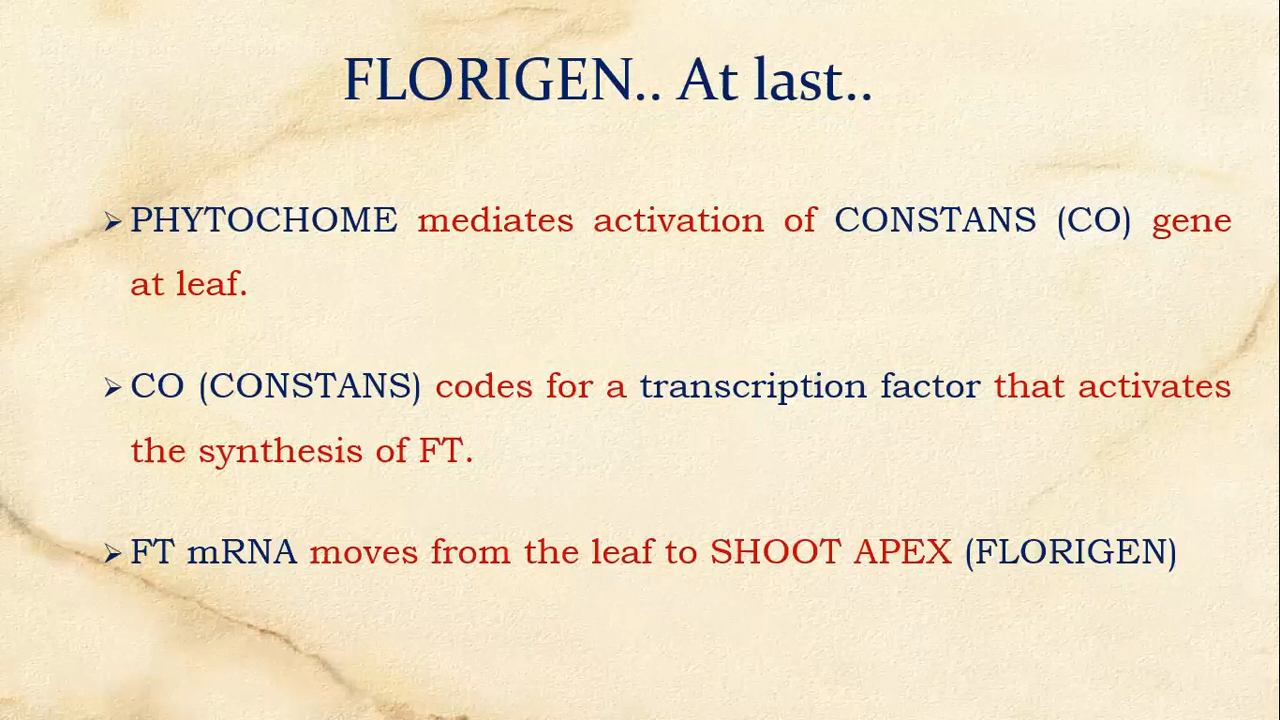 FLORIGEN.. At last..
➢ PHYTOCHOME mediates activation of CONSTANS (CO) gene
at leaf.
➢ CO (CONSTANS) codes for a transcription factor that activates
the synthesis of FT.
➢ FT mRNA moves from the leaf to SHOOT APEX (FLORIGEN)